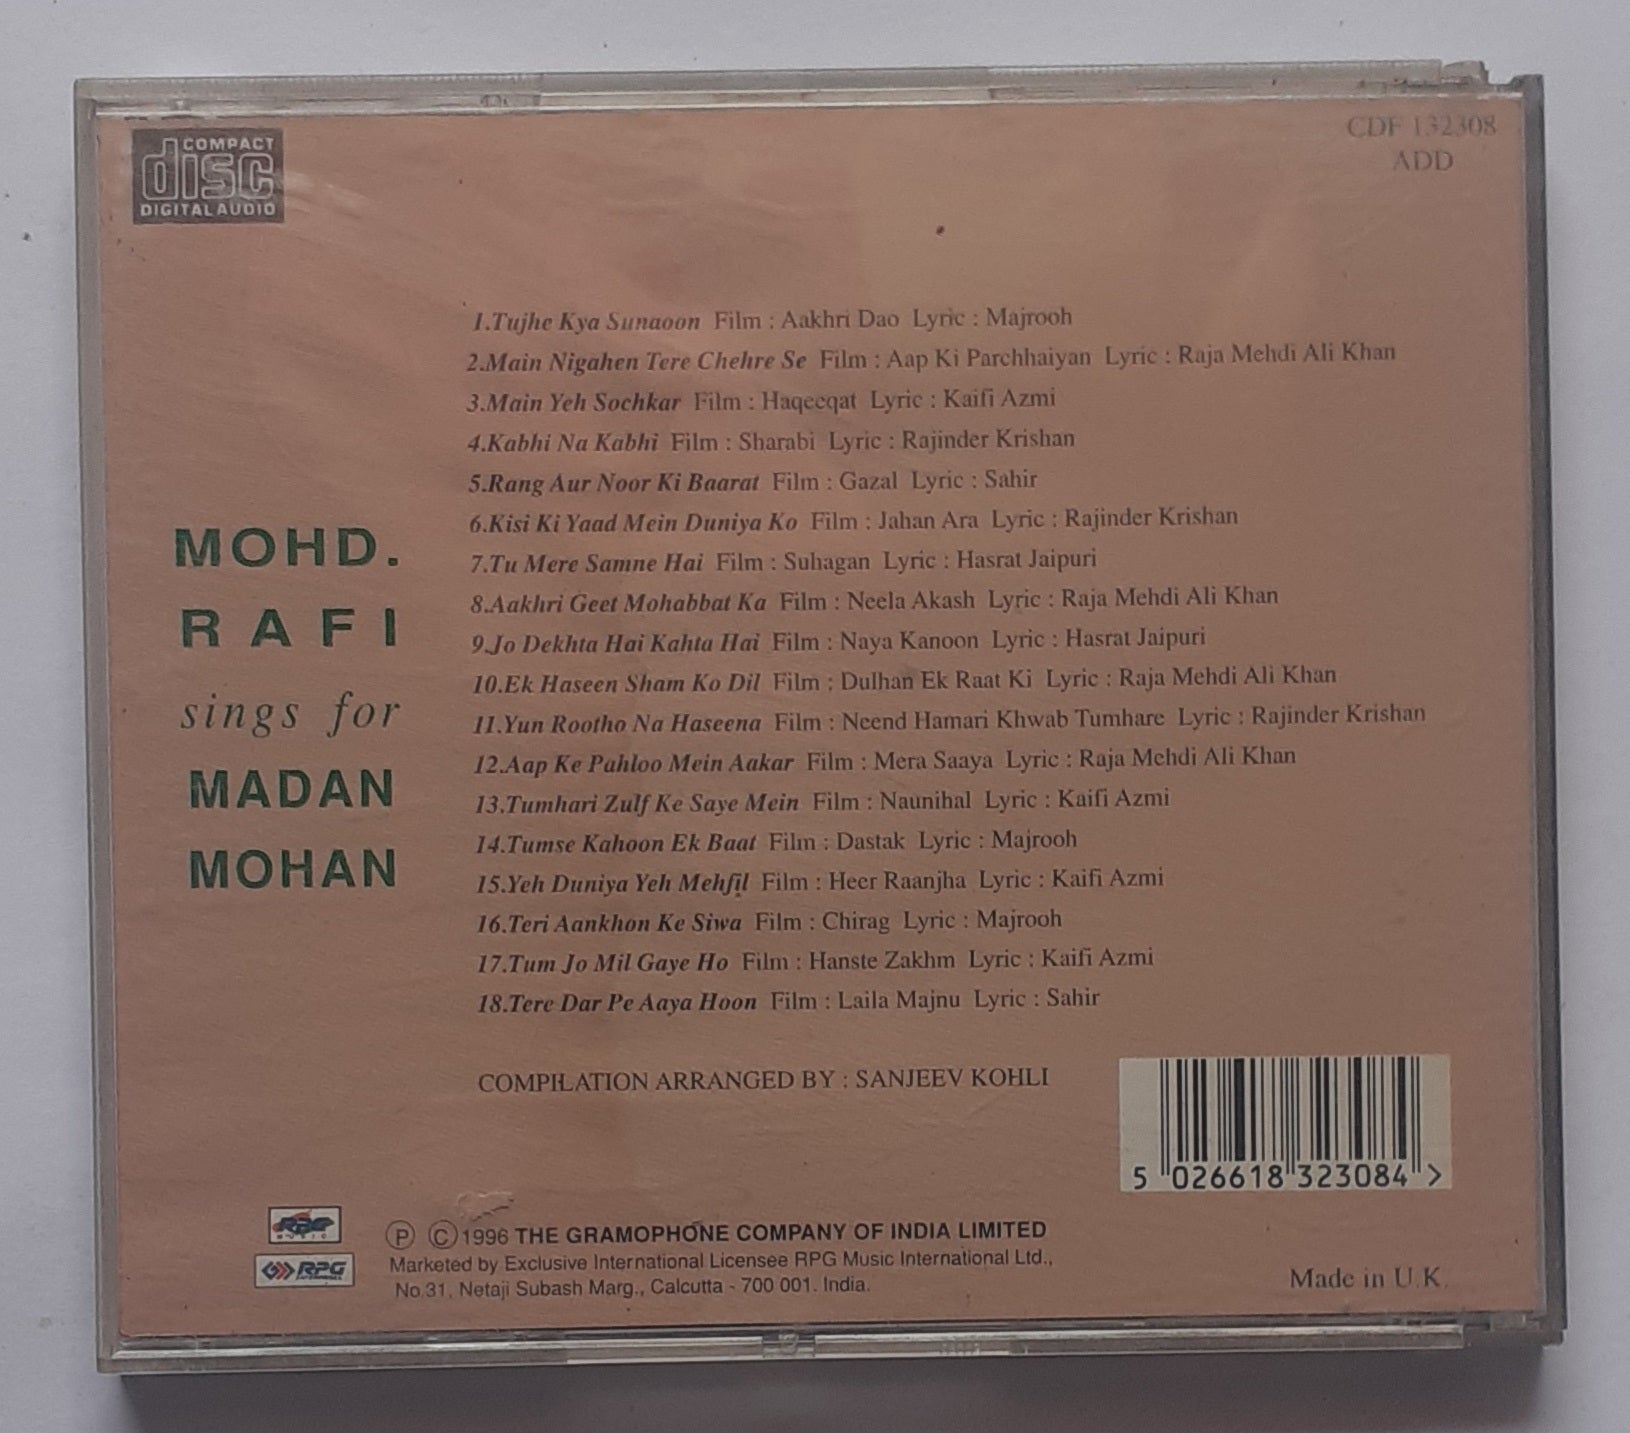 COMPACT
disc
DIGITAL AUDIO
CDF 132308
ADD
1.Tujhe Kya Sunaoon Film : Aakhri Dao Lyric : Majrooh
2.Main Nigahen Tere Chehre Se Film : Aap Ki Parchhaiyan Lyric : Raja Mehdi Ali Khan
3.Main Yeh Sochkar Film : Haqeeqat Lyric : Kaifi Azmi
4.Kabhi Na Kabhi Film : Sharabi Lyric : Rajinder Krishan
5.Rang Aur Noor Ki Baarat Film : Gazal Lyric : Sahir
6.Kisi Ki Yaad Mein Duniya Ko Film : Jahan Ara Lyric : Rajinder Krishan
7.Tu Mere Samne Hai Film : Suhagan Lyric : Hasrat Jaipuri
8.Aakhri Geet Mohabbat Ka Film : Neela Akash Lyric : Raja Mehdi Ali Khan
9.Jo Dekhta Hai Kahta Hai Film : Naya Kanoon Lyric : Hasrat Jaipuri
10.Ek Haseen Sham Ko Dil Film : Dulhan Ek Raat Ki Lyric : Raja Mehdi Ali Khan
11.Yun Rootho Na Haseena Film : Neend Hamari Khwab Tumhare Lyric : Rajinder Krishan
12.Aap Ke Pahloo Mein Aakar Film : Mera Saaya Lyric : Raja Mehdi Ali Khan
13.Tumhari Zulf Ke Saye Mein Film : Naunihal Lyric : Kaifi Azmi
14.Tumse Kahoon Ek Baat Film : Dastak Lyric : Majrooh
15.Yeh Duniya Yeh Mehfil Film : Heer Raanjha Lyric : Kaifi Azmi
16.Teri Aankhon Ke Siwa Film : Chirag Lyric : Majrooh
17.Tum Jo Mil Gaye Ho Film : Hanste Zakhm Lyric : Kaifi Azmi
18.Tere Dar Pe Aaya Hoon Film : Laila Majnu Lyric : Sahir
MOHD.
RAFI
sings for
MADAN
MOHAN
COMPILATION ARRANGED BY : SANJEEV KOHLI
5 026618 323084 >
RPG
MUSIC
RPG
ENTERPRISES
Ⓟ Ⓒ 1996 THE GRAMOPHONE COMPANY OF INDIA LIMITED
Marketed by Exclusive International Licensee RPG Music International Ltd.,
No.31, Netaji Subash Marg., Calcutta - 700 001. India.
Made in U.K.